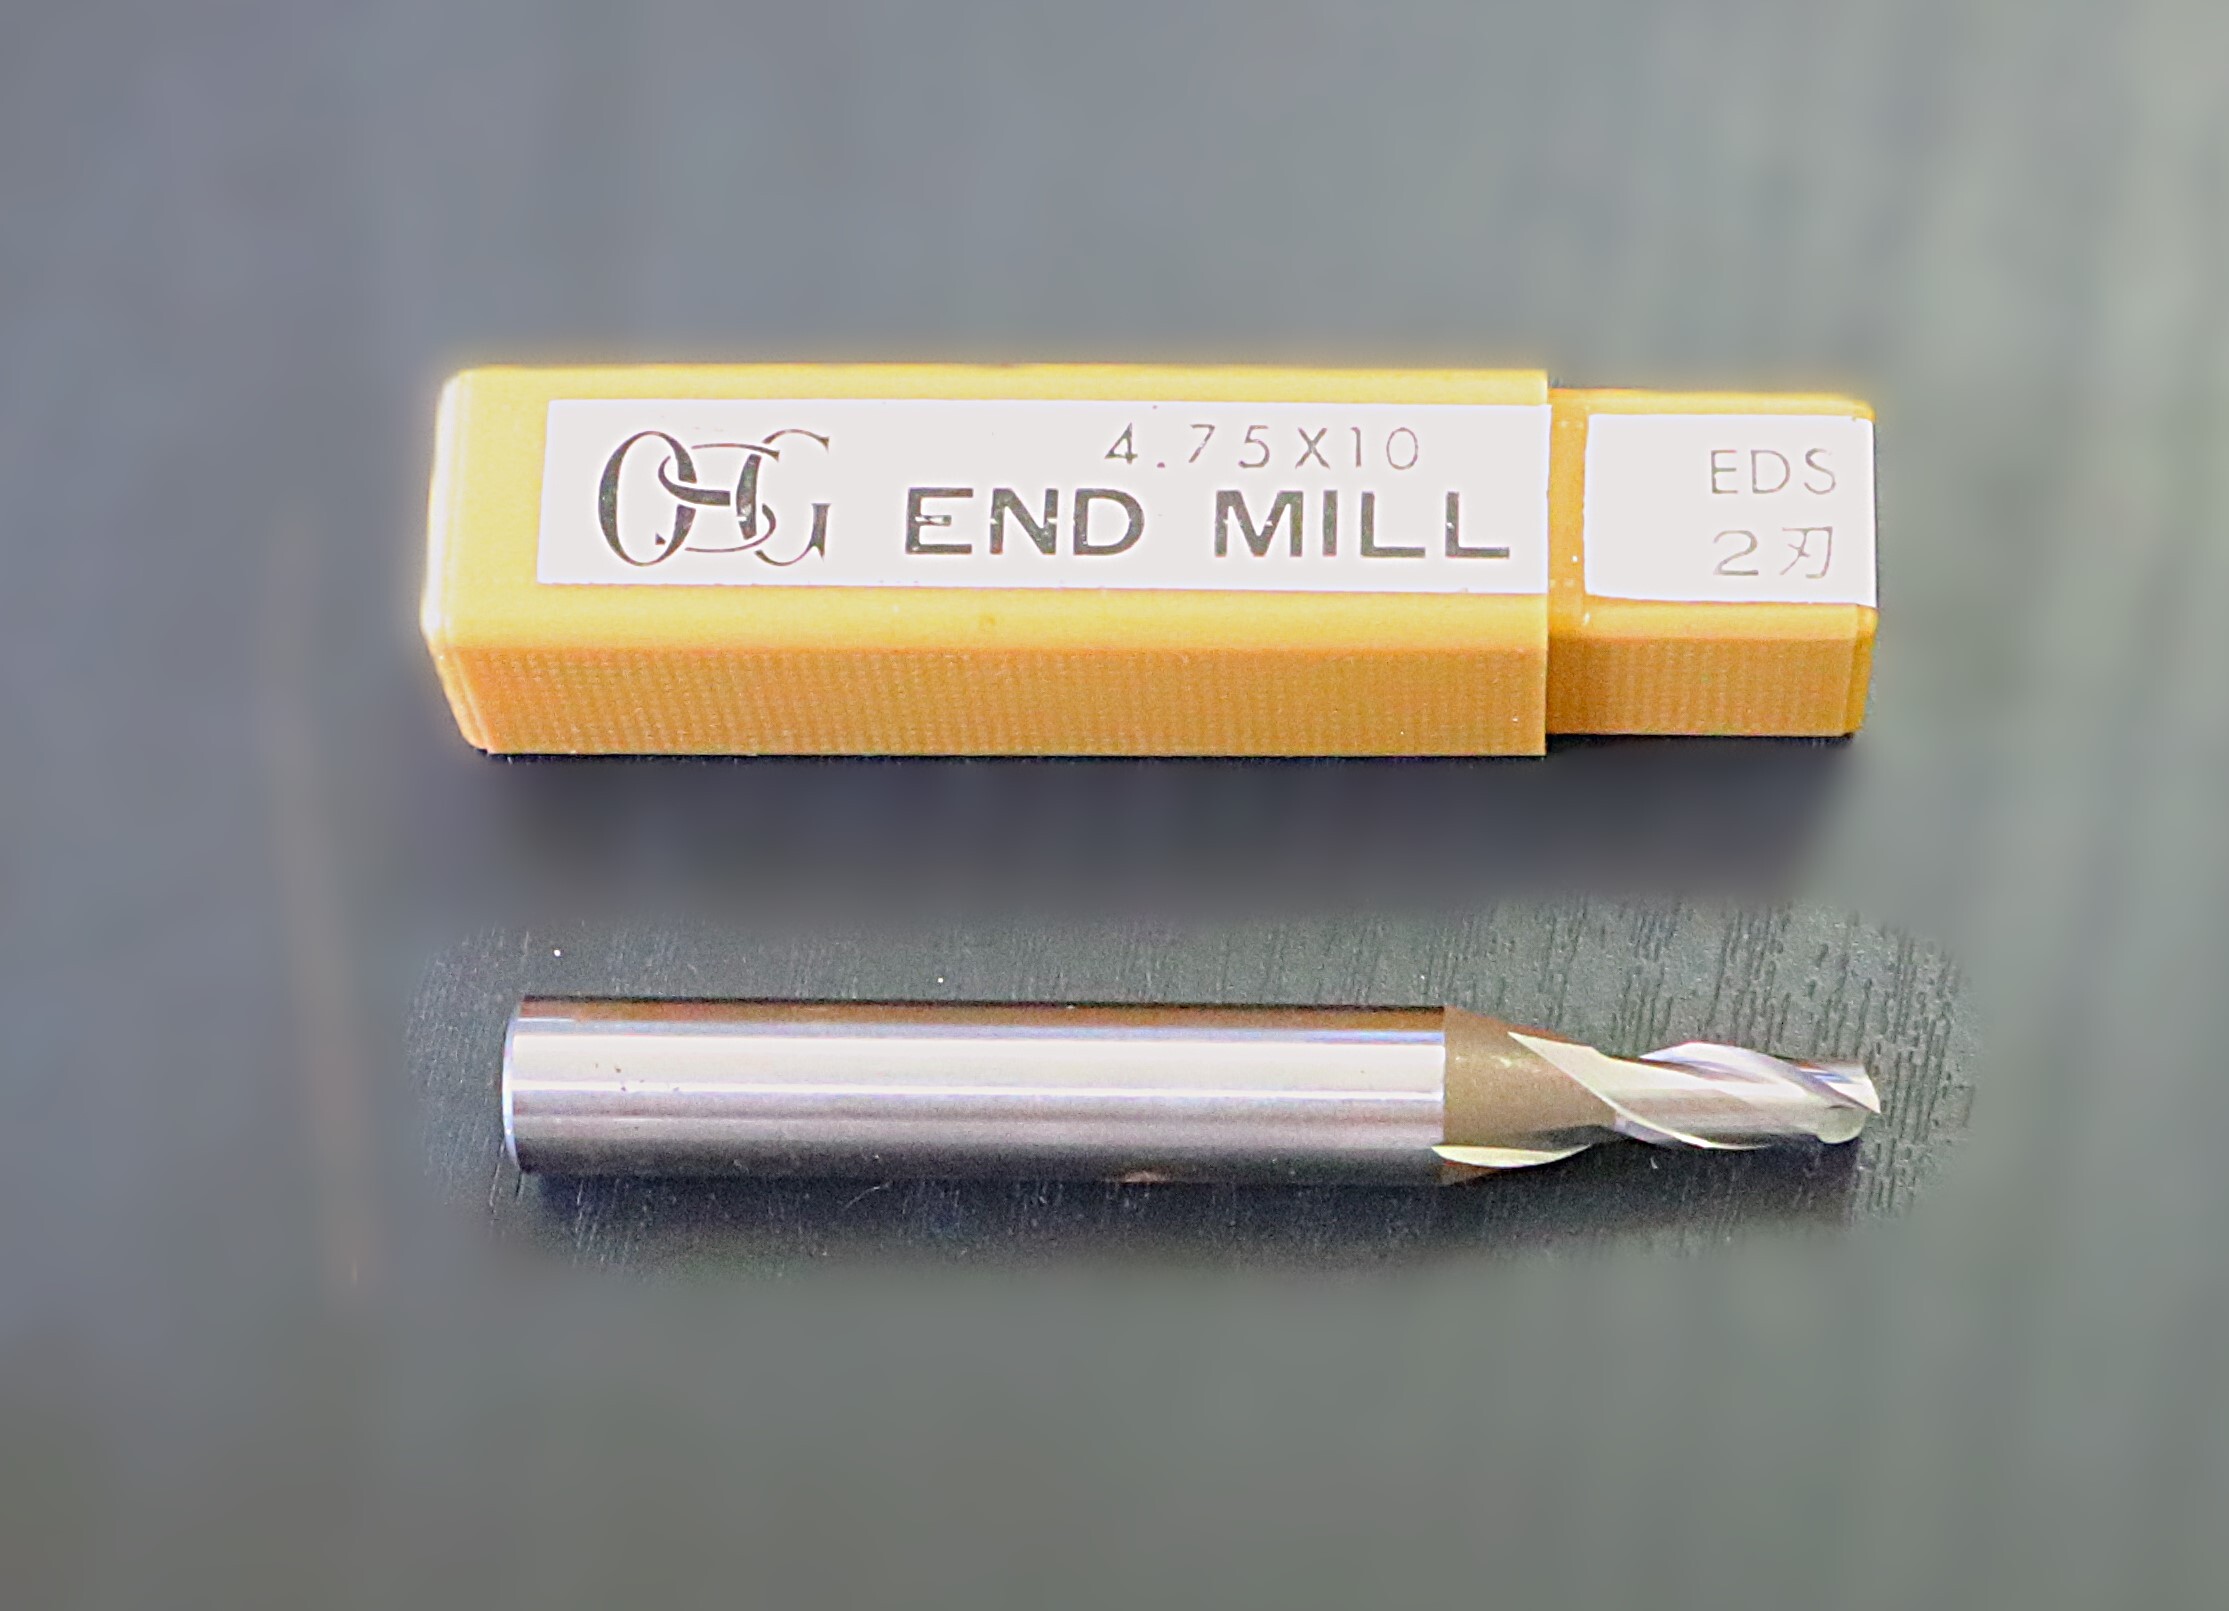 OSG
4.75X10
END MILL
EDS
2刃